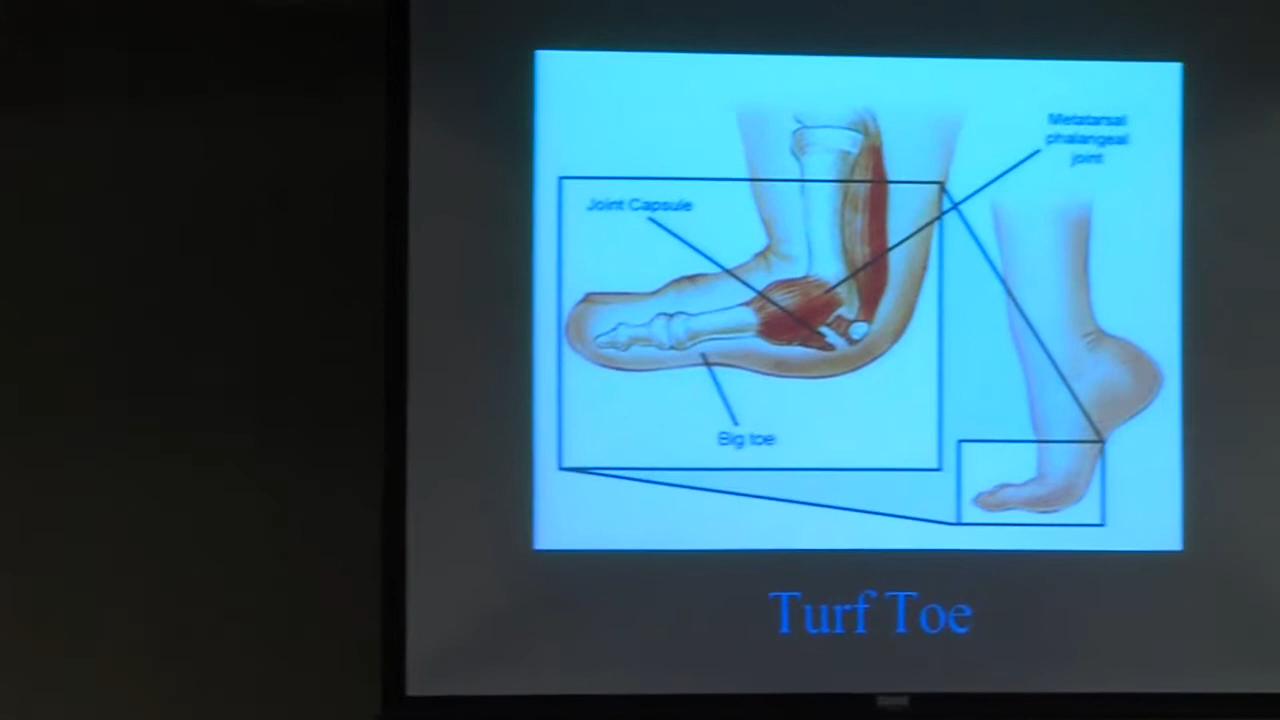 Metatarsal
phalangeal
joint
Joint Capsule
Big toe
Turf Toe